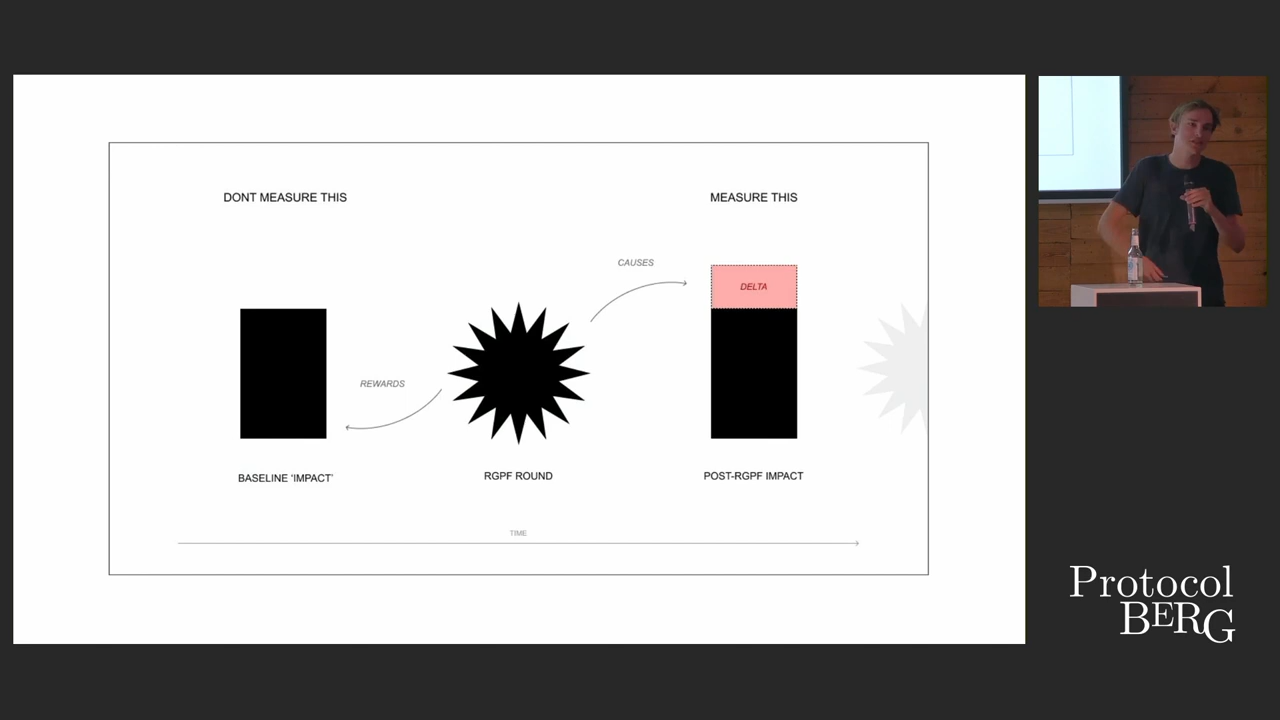 DONT MEASURE THIS
MEASURE THIS
CAUSES
DELTA
REWARDS
BASELINE 'IMPACT'
RGPF ROUND
POST-RGPF IMPACT
TIME
Protocol
BERG